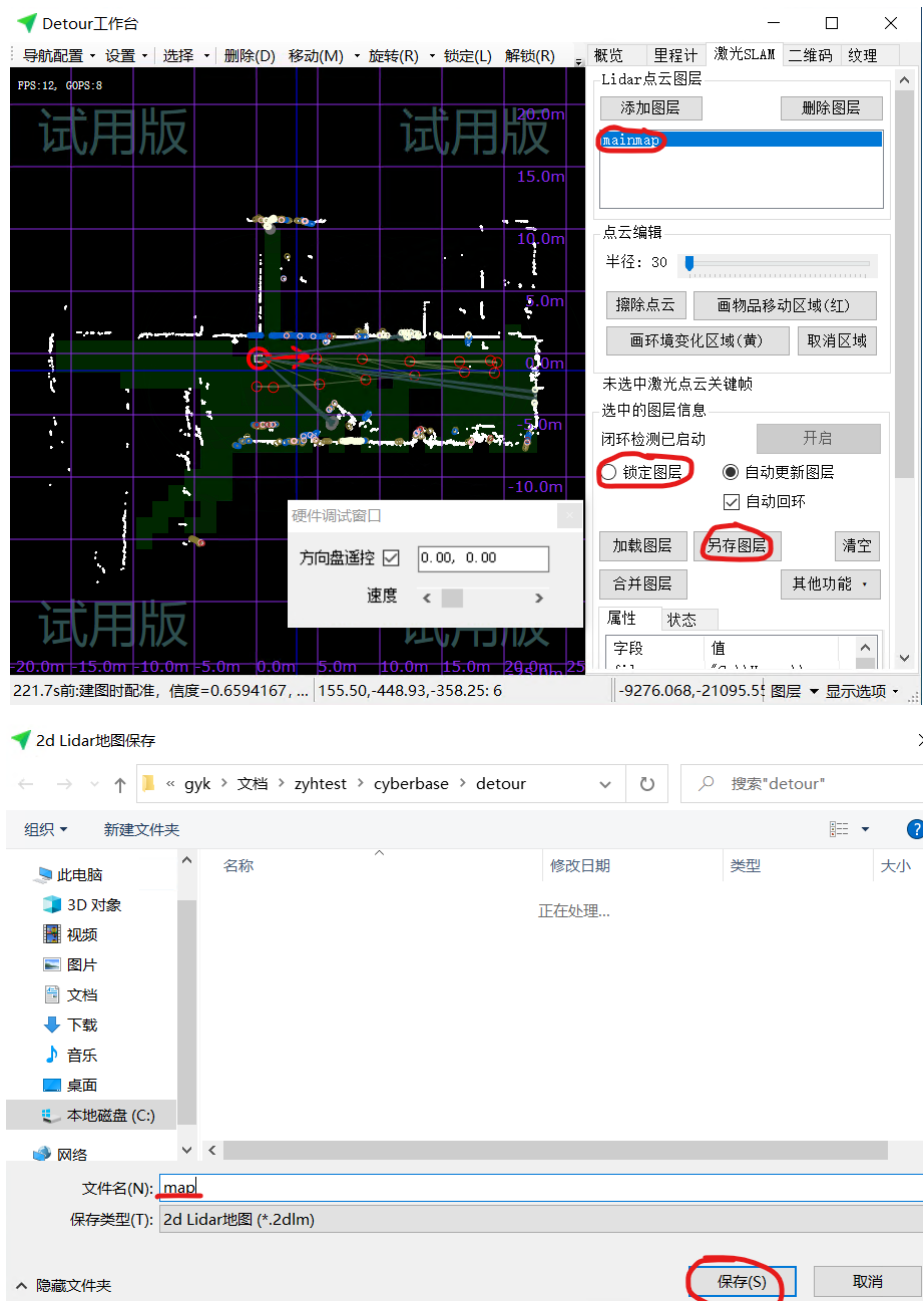 Detour工作台
导航配置 设置 选择 删除(D) 移动(M) 旋转(R) 锁定(L) 解锁(R)
概览 里程计 激光SLAM 二维码 纹理
FPS:12, GOPS:8
试用版 试用版
20.0m
15.0m
10.0m
5.0m
0.0m
-5.0m
-10.0m
硬件调试窗口
方向盘遥控 0.00, 0.00
速度
试用版 试用版
-20.0m -15.0m -10.0m -5.0m 0.0m 5.0m 10.0m 15.0m 20.0m 25
221.7s前:建图时配准, 信度=0.6594167, ... 155.50,-448.93,-358.25: 6
-9276.068,-21095.55 图层 显示选项
Lidar点云图层
添加图层 删除图层
mainmap
点云编辑
半径: 30
擦除点云 画物品移动区域(红)
画环境变化区域(黄) 取消区域
未选中激光点云关键帧
选中的图层信息
闭环检测已启动 开启
锁定图层 自动更新图层
自动回环
加载图层 另存图层 清空
合并图层 其他功能
属性 状态
字段 值
2d Lidar地图保存
« gyk › 文档 › zyhtest › cyberbase › detour
搜索"detour"
组织 新建文件夹
名称 修改日期 类型 大小
正在处理...
此电脑
3D 对象
视频
图片
文档
下载
音乐
桌面
本地磁盘 (C:)
网络
文件名(N): map
保存类型(T): 2d Lidar地图 (*.2dlm)
隐藏文件夹 保存(S) 取消